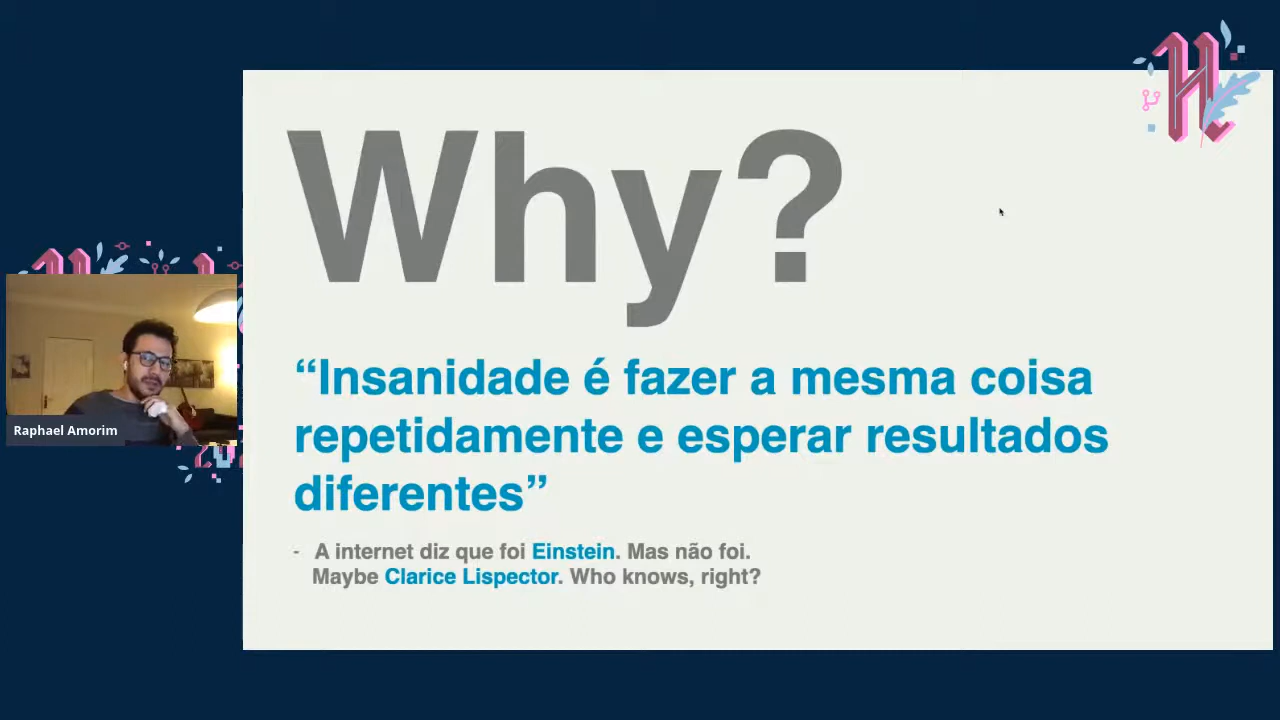 Why?
“Insanidade é fazer a mesma coisa
repetidamente e esperar resultados
diferentes”
- A internet diz que foi Einstein. Mas não foi.
Maybe Clarice Lispector. Who knows, right?
Raphael Amorim